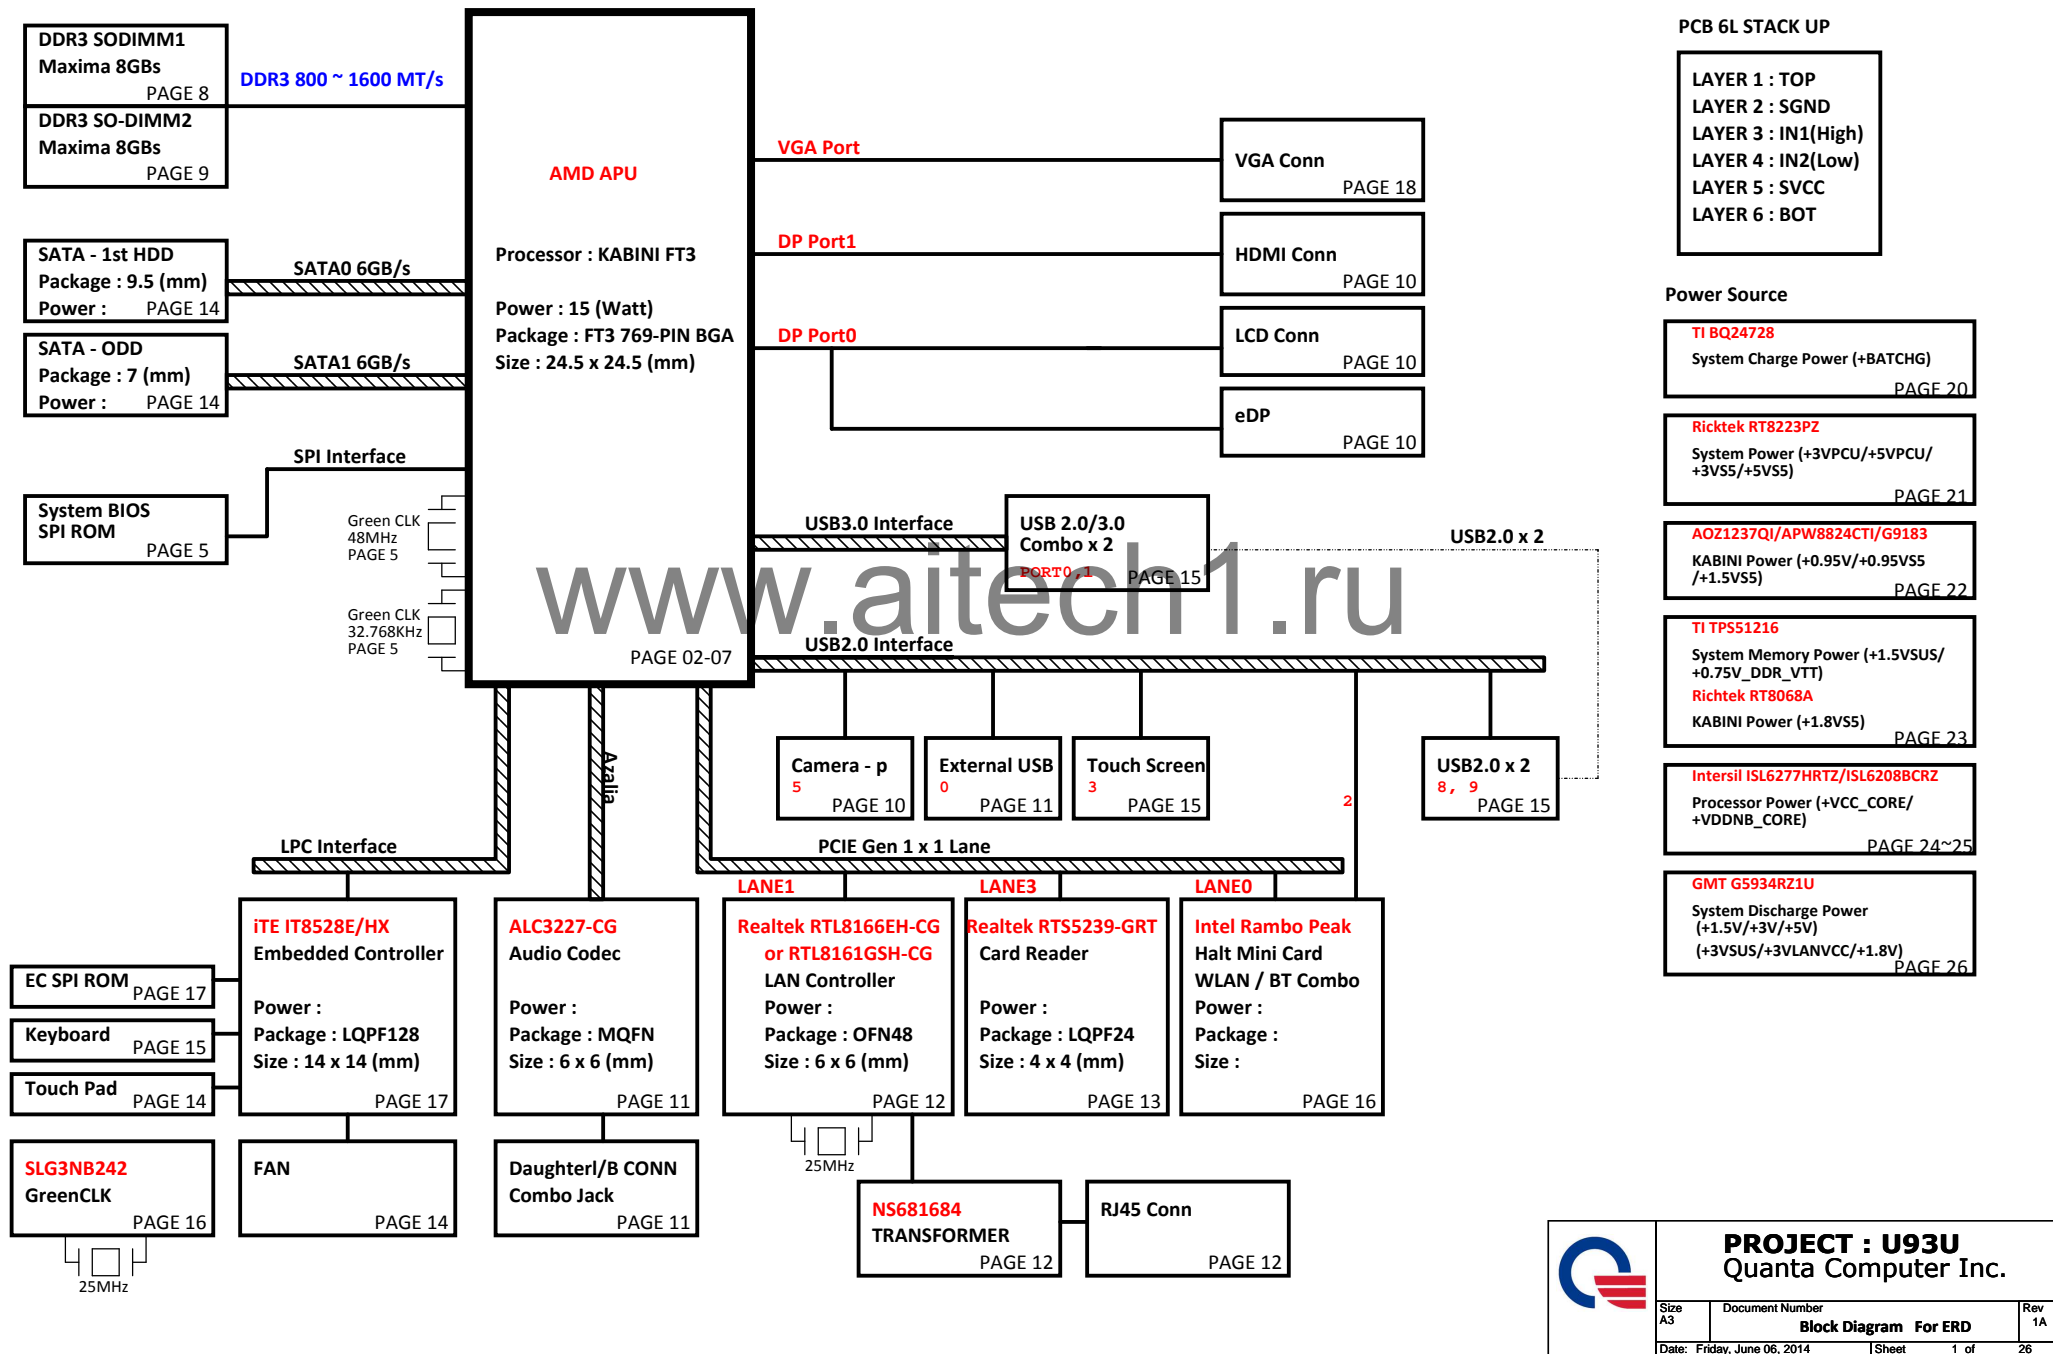 DDR3 SODIMM1
Maxima 8GBs
PAGE 8
DDR3 SO-DIMM2
Maxima 8GBs
PAGE 9
DDR3 800 ~ 1600 MT/s
SATA - 1st HDD
Package : 9.5 (mm)
Power : PAGE 14
SATA0 6GB/s
SATA - ODD
Package : 7 (mm)
Power : PAGE 14
SATA1 6GB/s
SPI Interface
System BIOS
SPI ROM
PAGE 5
Green CLK
48MHz
PAGE 5
Green CLK
32.768KHz
PAGE 5
AMD APU
Processor : KABINI FT3
Power : 15 (Watt)
Package : FT3 769-PIN BGA
Size : 24.5 x 24.5 (mm)
PAGE 02-07
VGA Port
VGA Conn
PAGE 18
DP Port1
HDMI Conn
PAGE 10
DP Port0
LCD Conn
PAGE 10
eDP
PAGE 10
USB3.0 Interface
USB 2.0/3.0
Combo x 2
PORT0,1 PAGE 15
USB2.0 x 2
www.aitech1.ru
USB2.0 Interface
Camera - p
5
PAGE 10
External USB
0
PAGE 11
Touch Screen
3
PAGE 15
2
USB2.0 x 2
8, 9
PAGE 15
Azalia
LPC Interface
PCIE Gen 1 x 1 Lane
LANE1
LANE3
LANE0
iTE IT8528E/HX
Embedded Controller
Power :
Package : LQPF128
Size : 14 x 14 (mm)
PAGE 17
ALC3227-CG
Audio Codec
Power :
Package : MQFN
Size : 6 x 6 (mm)
PAGE 11
Realtek RTL8166EH-CG
or RTL8161GSH-CG
LAN Controller
Power :
Package : OFN48
Size : 6 x 6 (mm)
PAGE 12
Realtek RTS5239-GRT
Card Reader
Power :
Package : LQPF24
Size : 4 x 4 (mm)
PAGE 13
Intel Rambo Peak
Halt Mini Card
WLAN / BT Combo
Power :
Package :
Size :
PAGE 16
EC SPI ROM PAGE 17
Keyboard PAGE 15
Touch Pad PAGE 14
SLG3NB242
GreenCLK
PAGE 16
25MHz
FAN
PAGE 14
Daughterl/B CONN
Combo Jack
PAGE 11
25MHz
NS681684
TRANSFORMER
PAGE 12
RJ45 Conn
PAGE 12
PCB 6L STACK UP
LAYER 1 : TOP
LAYER 2 : SGND
LAYER 3 : IN1(High)
LAYER 4 : IN2(Low)
LAYER 5 : SVCC
LAYER 6 : BOT
Power Source
TI BQ24728
System Charge Power (+BATCHG)
PAGE 20
Ricktek RT8223PZ
System Power (+3VPCU/+5VPCU/
+3VS5/+5VS5)
PAGE 21
AOZ1237QI/APW8824CTI/G9183
KABINI Power (+0.95V/+0.95VS5
/+1.5VS5)
PAGE 22
TI TPS51216
System Memory Power (+1.5VSUS/
+0.75V_DDR_VTT)
Richtek RT8068A
KABINI Power (+1.8VS5)
PAGE 23
Intersil ISL6277HRTZ/ISL6208BCRZ
Processor Power (+VCC_CORE/
+VDDNB_CORE)
PAGE 24~25
GMT G5934RZ1U
System Discharge Power
(+1.5V/+3V/+5V)
(+3VSUS/+3VLANVCC/+1.8V)
PAGE 26
PROJECT : U93U
Quanta Computer Inc.
Size
A3
Document Number
Block Diagram For ERD
Rev
1A
Date: Friday, June 06, 2014
Sheet 1 of 26